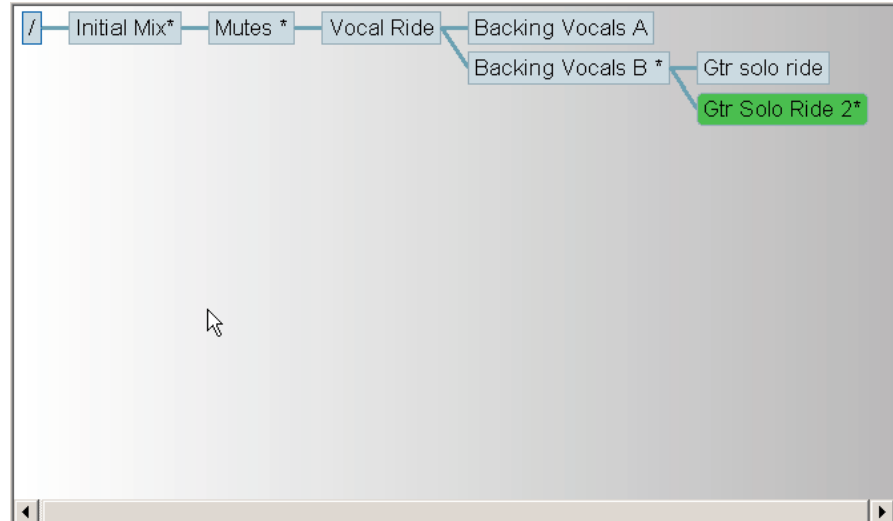 / Initial Mix* Mutes * Vocal Ride Backing Vocals A
Backing Vocals B * Gtr solo ride
Gtr Solo Ride 2*